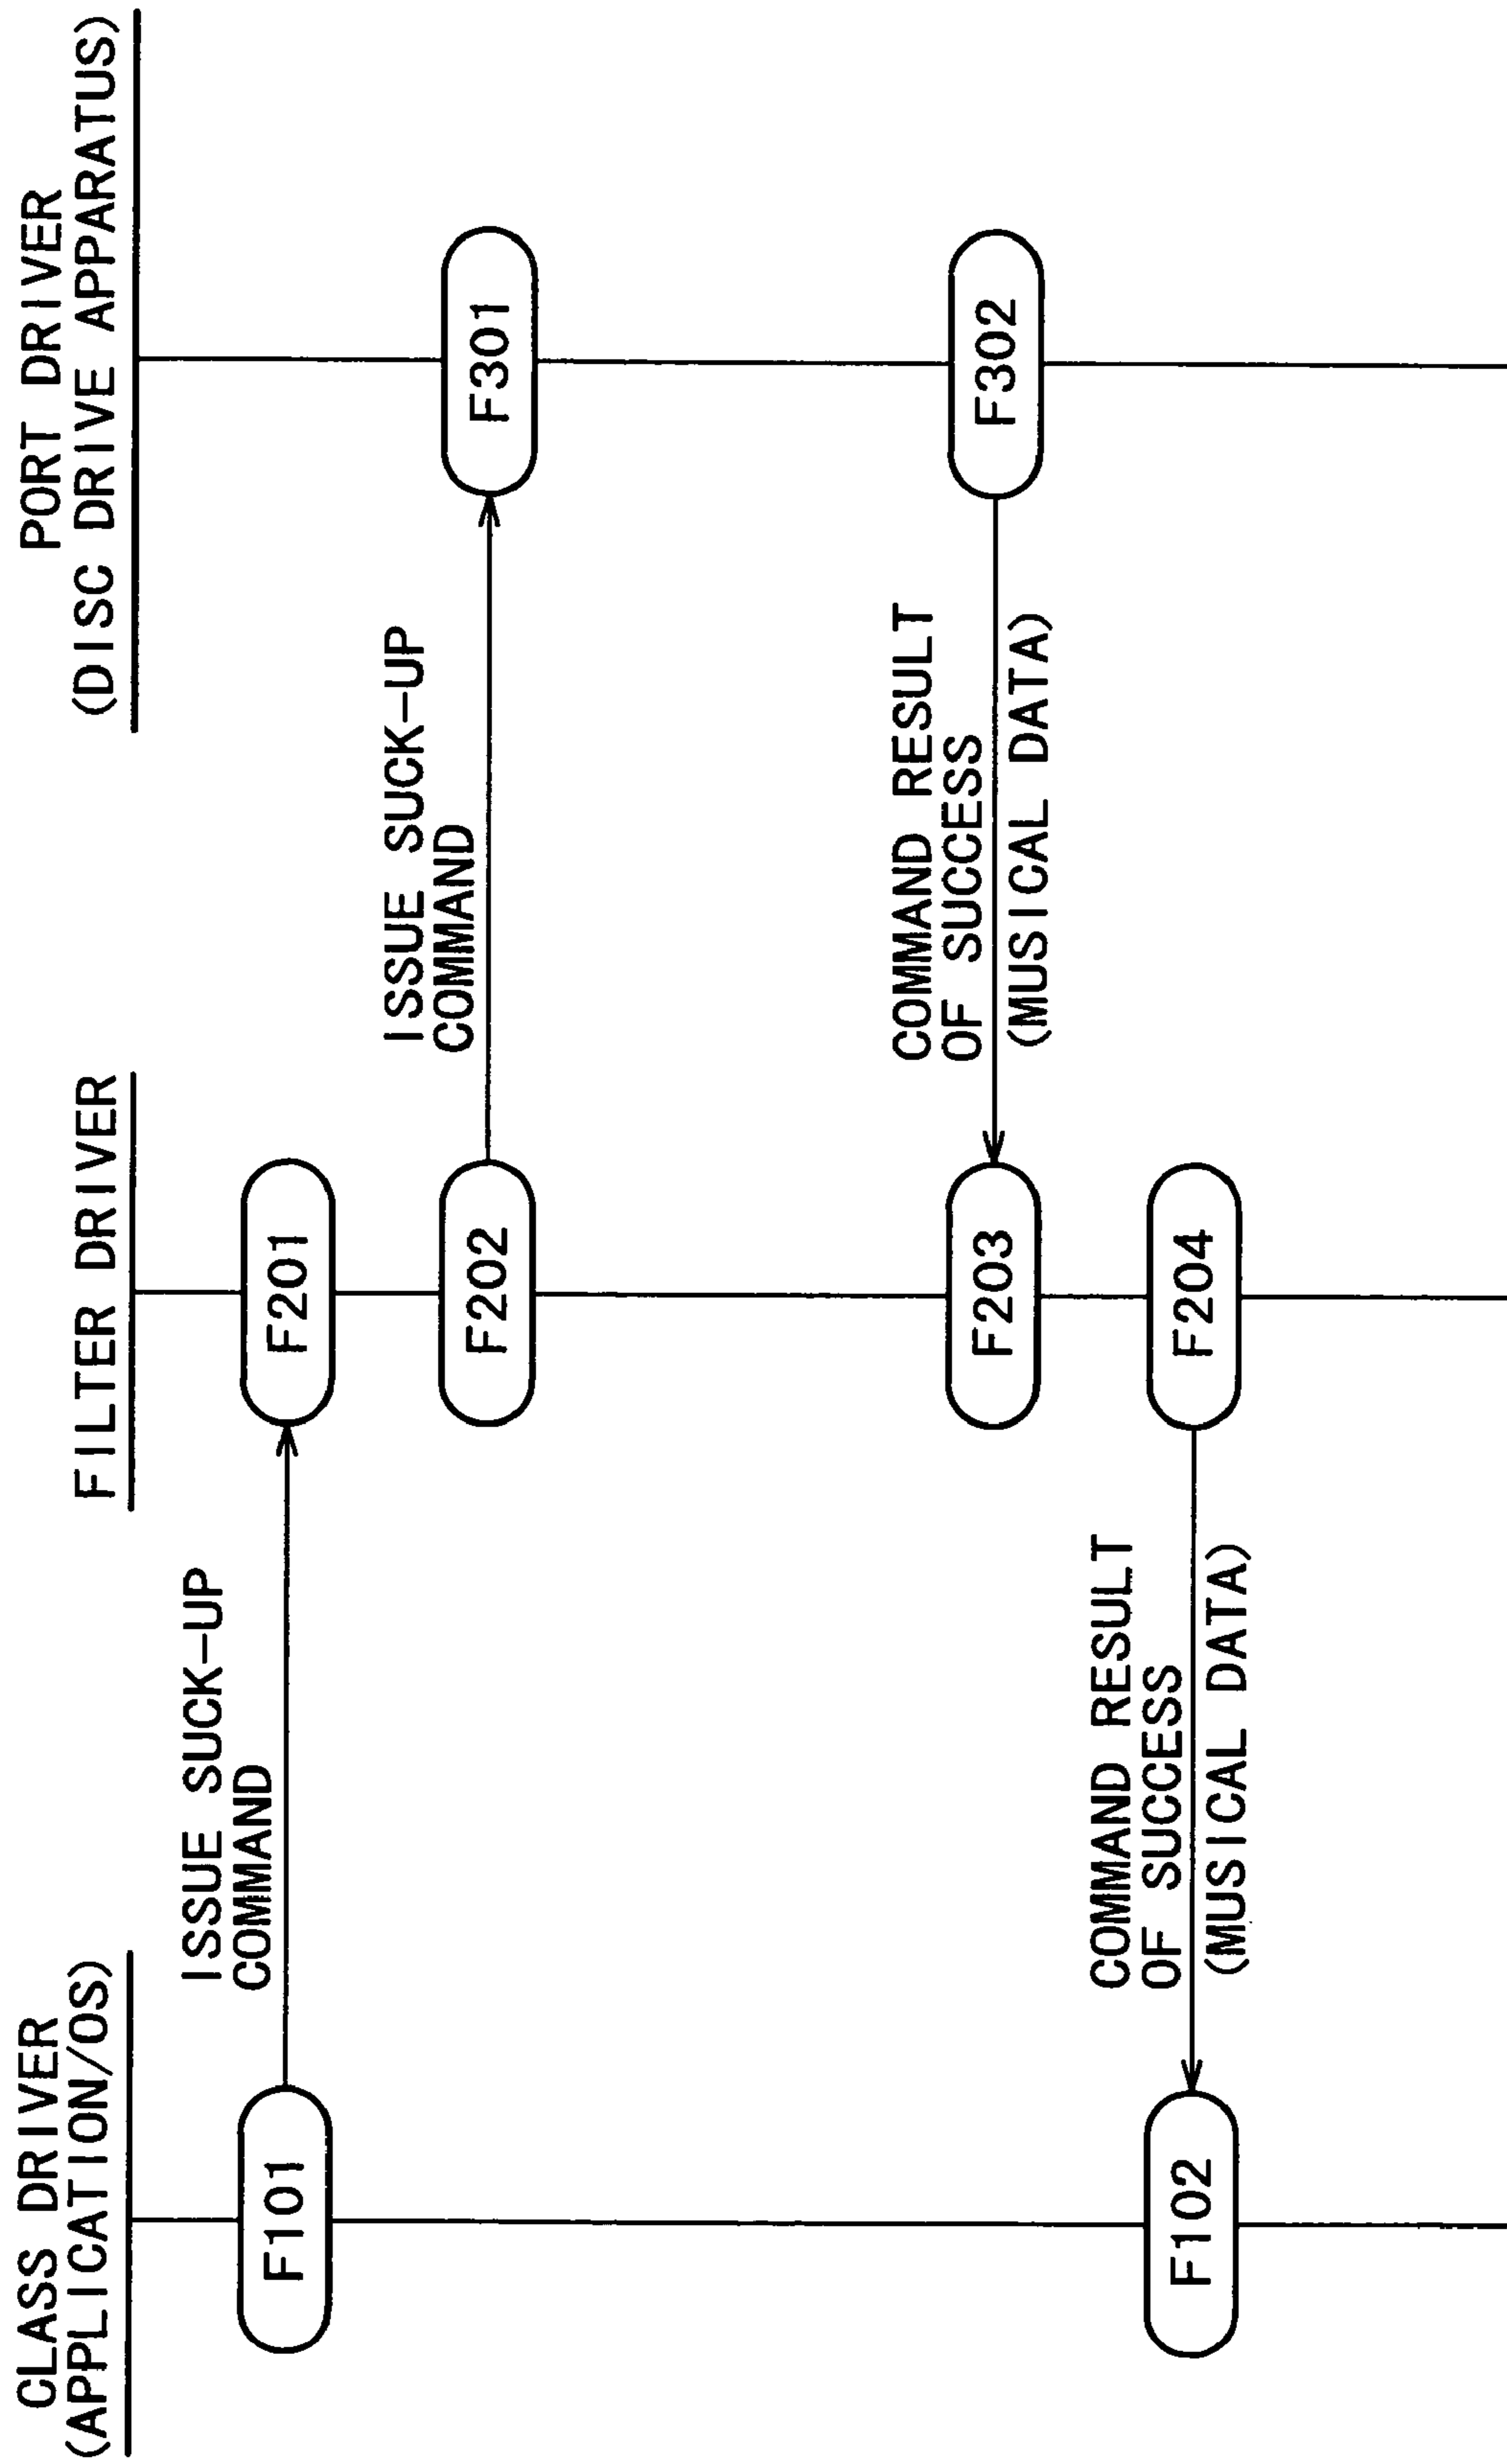 CLASS DRIVER
(APPLICATION/OS)
FILTER DRIVER
PORT DRIVER
(DISC DRIVE APPARATUS)
F101
ISSUE SUCK-UP
COMMAND
F201
F202
ISSUE SUCK-UP
COMMAND
F301
F203
COMMAND RESULT
OF SUCCESS
(MUSICAL DATA)
F302
F102
COMMAND RESULT
OF SUCCESS
(MUSICAL DATA)
F204